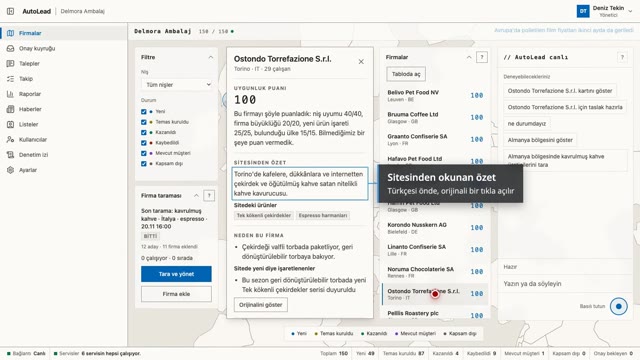 AutoLead
Delmora Ambalaj
DT
Deniz Tekin
Yönetici
Firmalar
Onay kuyruğu
Talepler
Takip
Raporlar
Haberler
Listeler
Kullanıcılar
Denetim izi
Ayarlar
Delmora Ambalaj 150 / 150
Filtre
Niş
Tüm nişler
Durum
Yeni
Temas kuruldu
Kazanıldı
Kaybedildi
Mevcut müşteri
Kapsam dışı
Firma taraması
?
Son tarama: kavrulmuş
kahve · İtalya · espresso ·
20.11 16:00
BİTTİ
12 aday · 11 firma eklendi
0 çalışıyor · 0 sırada
Tara ve yönet
Firma ekle
Ostondo Torrefazione S.r.l.
Torino · IT · 29 çalışan
UYGUNLUK PUANI
100
Bu firmayı şöyle puanladık: niş uyumu 40/40,
firma büyüklüğü 20/20, yeni ürün işareti
25/25, bulunduğu ülke 15/15. Bilmediğimiz bir
şeye puan vermeyiz.
SİTESİNDEN ÖZET
Torino'de kafelere, dükkânlara ve internetten
çekirdek ve öğütülmüş kahve satan nitelikli
kahve kavurucusu.
Sitedeki ürünler
Tek kökenli çekirdekler
Espresso harmanları
NEDEN BU FİRMA
Çekirdeği valfli torbada paketliyor, geri
dönüştürülebilir torbaya bakıyor.
Sitede yeni diye işaretlenenler
Bu sezon geri dönüştürülebilir torbada yeni
Tek kökenli çekirdekler serisi duyuruldu
Orijinalini göster
Firmalar
?
Tabloda aç
Belivo Pet Food NV
Leuven · BE
100
Bruuma Coffee Ltd
Glasgow · GB
100
Graanto Confiserie SA
Lyon · FR
100
Hafavo Pet Food Ltd
100
Sitesinden okunan özet
Türkçesi önde, orijinali bir tıkla açılır
Glasgow · GB
100
Korondo Nusskern AG
Bielefeld · DE
100
Linanto Confiserie SA
Lille · FR
100
Noruma Chocolaterie SA
Rennes · FR
100
Ostondo Torrefazione S.r.l.
Torino · IT
100
Pellis Roastery plc
100
// AutoLead canlı
?
Deneyebilecekleriniz
Ostondo Torrefazione S.r.l. kartını göster
Ostondo Torrefazione S.r.l. için taslak hazırla
ne durumdayız
Almanya bölgesini göster
Almanya bölgesinde kavrulmuş kahve
Hazır
Yazın ya da söyleyin
Basılı tutun
Yeni
Temas kuruldu
Kazanıldı
Mevcut müşteri
Kapsam dışı
Bağlantı Canlı
Servisler 6 servisin hepsi çalışıyor.
Toplam 150
Yeni 49
Temas kuruldu 87
Kazanıldı 4
Kaybedildi 9
Mevcut müşteri 1
Kapsam dışı 0
Onay bekleyen 0